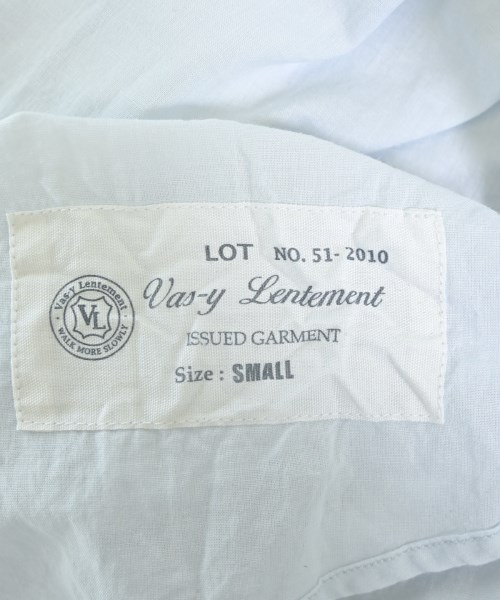 LOT NO. 51-2010
Vas-y Lentement
ISSUED GARMENT
Size : SMALL
Vas-y Lentement
VL
WALK MORE SLOWLY